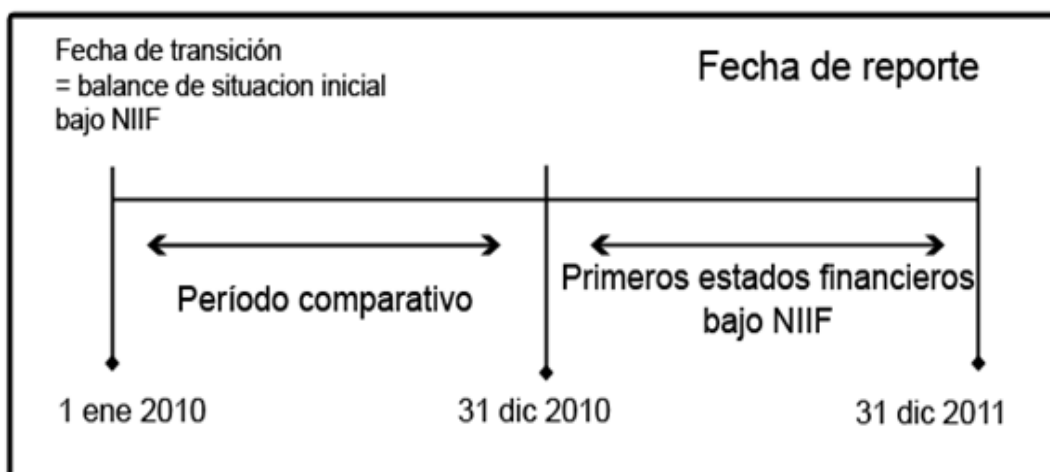 Fecha de transición
= balance de situacion inicial
bajo NIIF
Fecha de reporte
Período comparativo
Primeros estados financieros
bajo NIIF
1 ene 2010
31 dic 2010
31 dic 2011